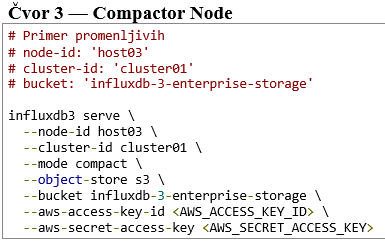 Čvor 3 — Compactor Node
# Primer promenljivih
# node-id: 'host03'
# cluster-id: 'cluster01'
# bucket: 'influxdb-3-enterprise-storage'
influxdb3 serve \
--node-id host03 \
--cluster-id cluster01 \
--mode compact \
--object-store s3 \
--bucket influxdb-3-enterprise-storage \
--aws-access-key-id <AWS_ACCESS_KEY_ID> \
--aws-secret-access-key <AWS_SECRET_ACCESS_KEY>